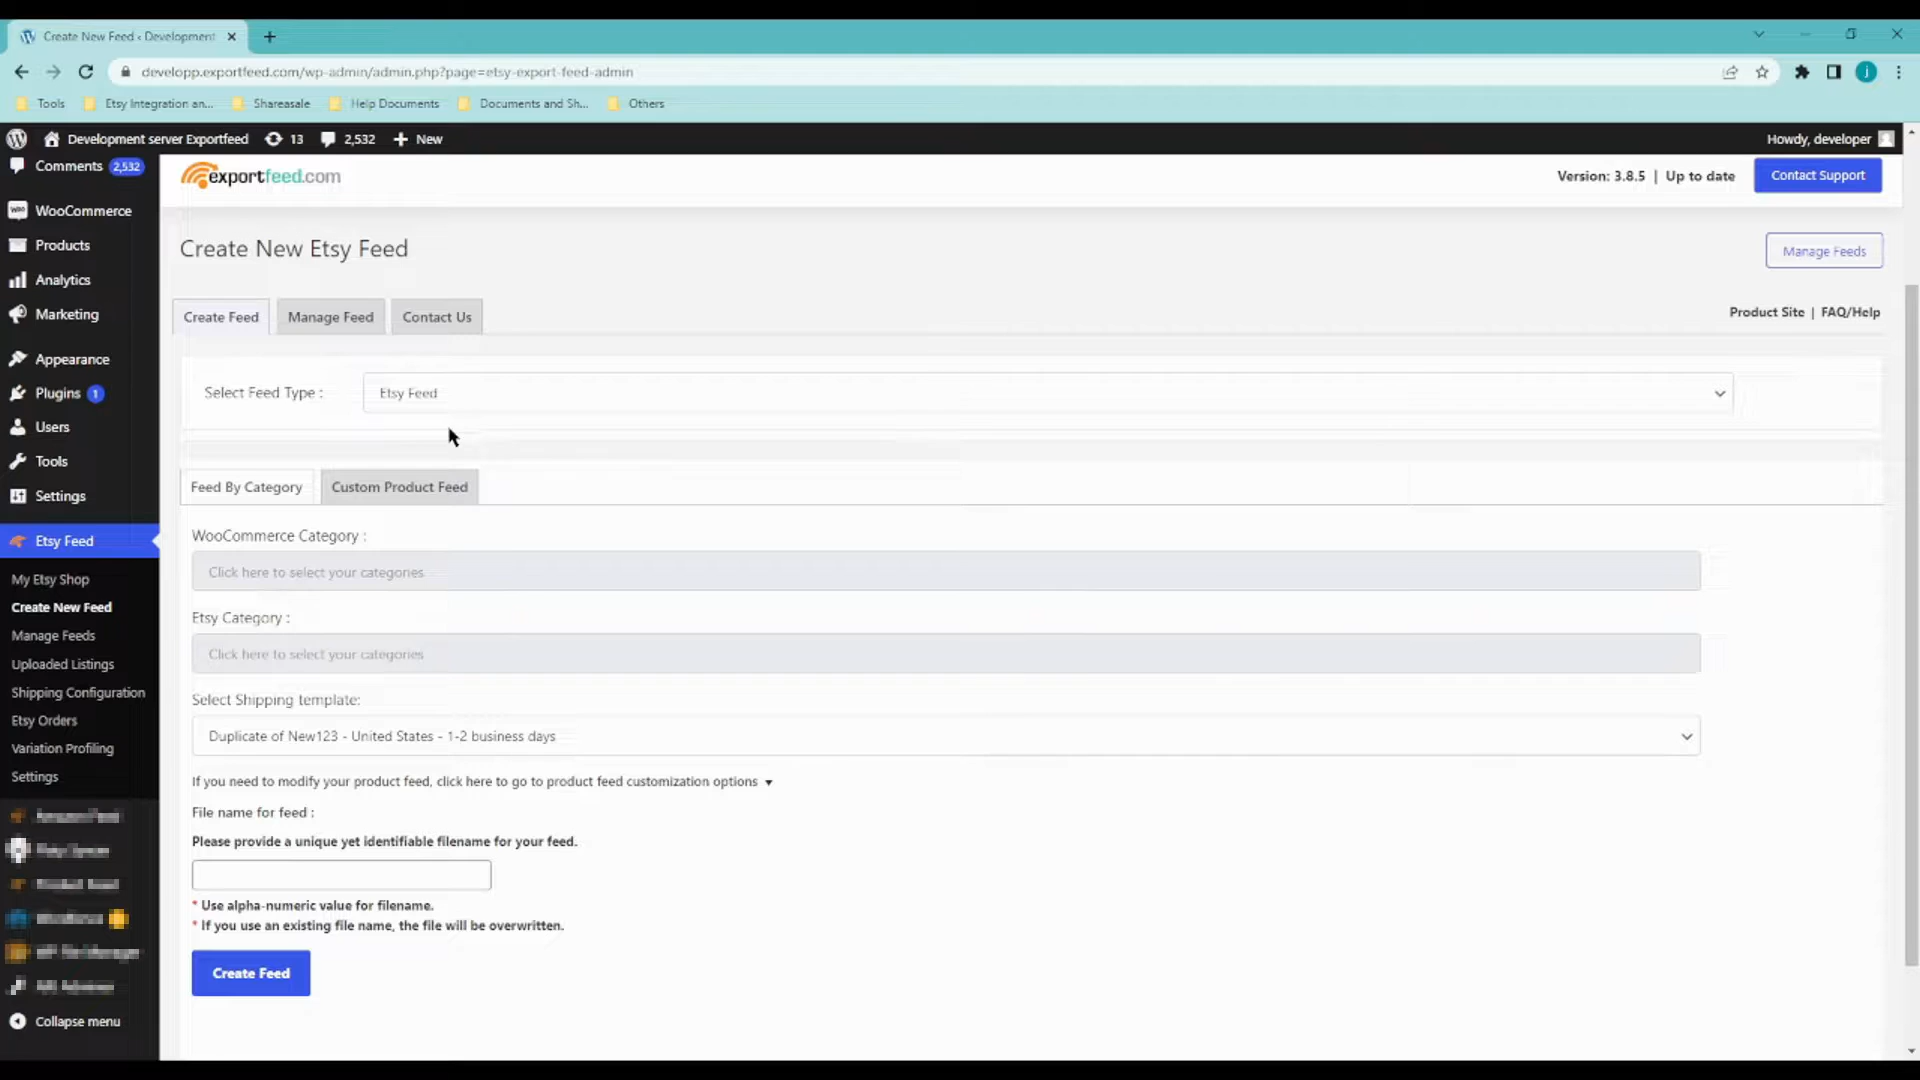 Create New Feed ‹ Development
developp.exportfeed.com/wp-admin/admin.php?page=etsy-export-feed-admin
J
Tools
Etsy Integration an...
Shareasale
Help Documents
Documents and Sh...
Others
Development server Exportfeed
13
2,532
New
Howdy, developer
Comments 2,532
WooCommerce
Products
Analytics
Marketing
Appearance
Plugins 1
Users
Tools
Settings
Etsy Feed
My Etsy Shop
Create New Feed
Manage Feeds
Uploaded Listings
Shipping Configuration
Etsy Orders
Variation Profiling
Settings
Collapse menu
exportfeed.com
Version: 3.8.5 | Up to date
Contact Support
Create New Etsy Feed
Manage Feeds
Create Feed
Manage Feed
Contact Us
Product Site | FAQ/Help
Select Feed Type :
Etsy Feed
Feed By Category
Custom Product Feed
WooCommerce Category :
Click here to select your categories
Etsy Category :
Click here to select your categories
Select Shipping template:
Duplicate of New123 - United States - 1-2 business days
If you need to modify your product feed, click here to go to product feed customization options ▾
File name for feed :
Please provide a unique yet identifiable filename for your feed.
* Use alpha-numeric value for filename.
* If you use an existing file name, the file will be overwritten.
Create Feed